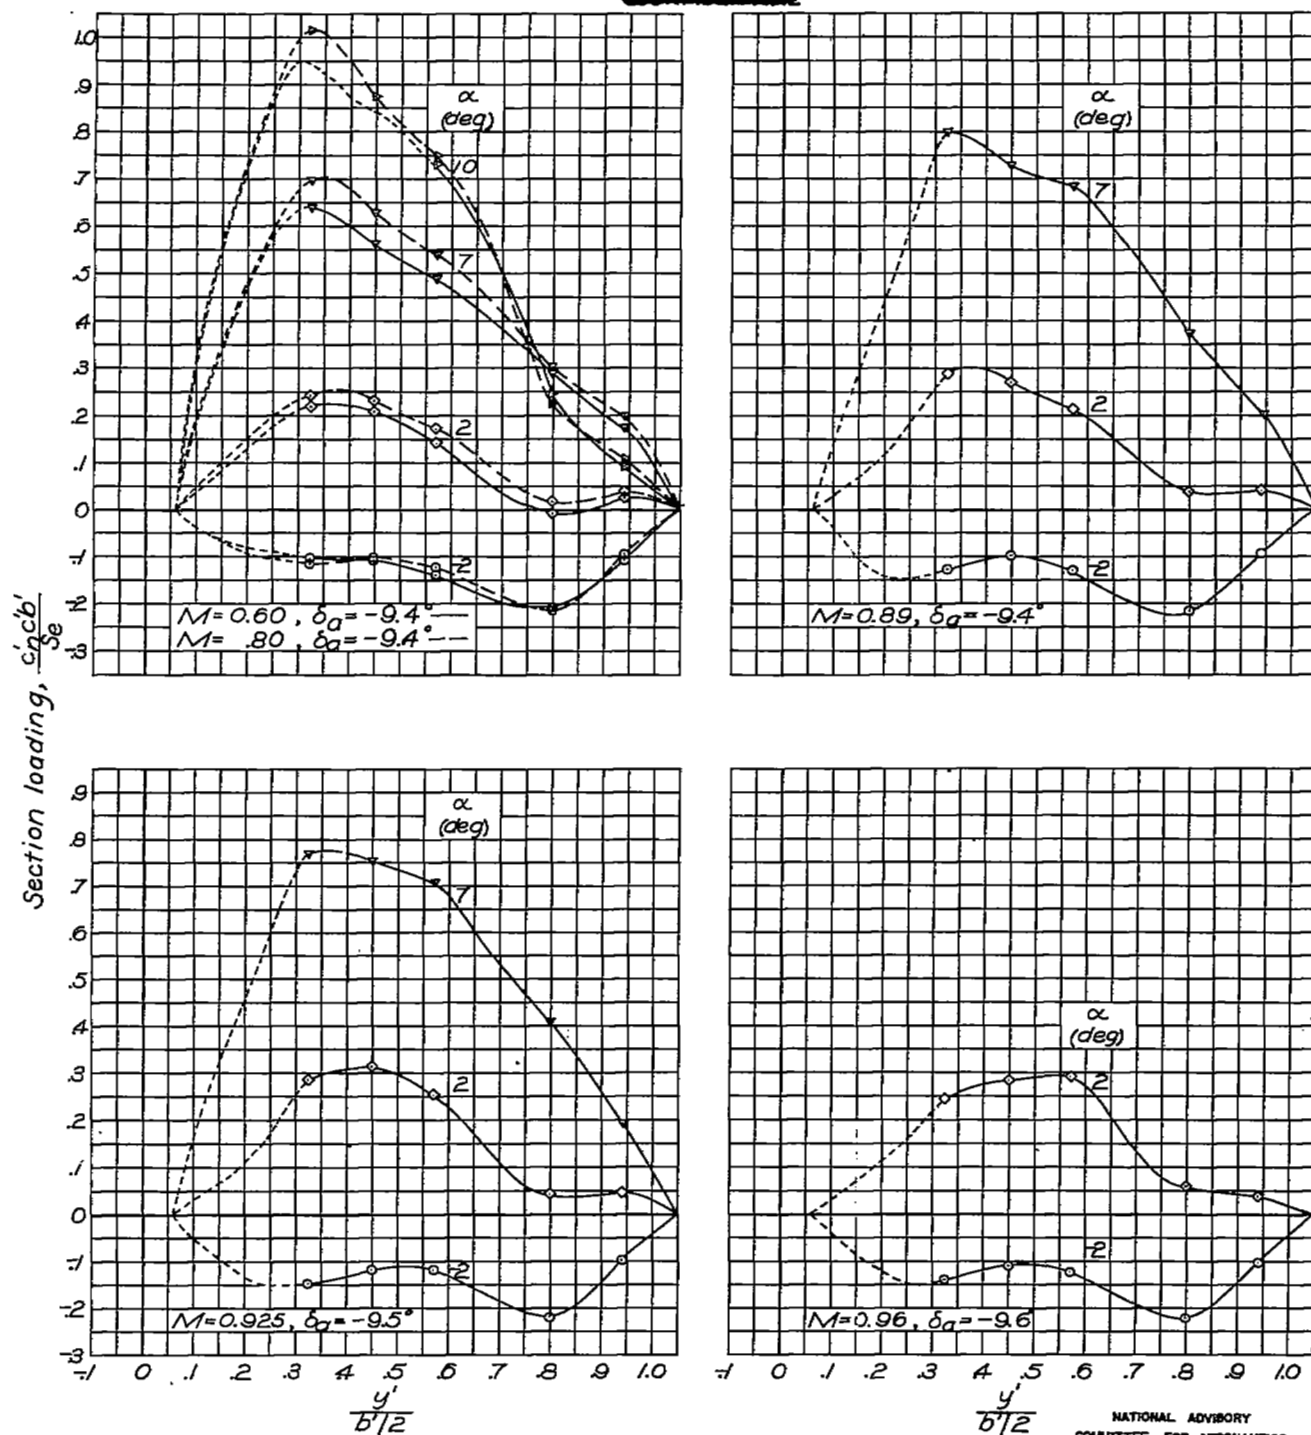 1.0
.9
.8
.7
.6
.5
.4
.3
.2
.1
0
-.1
-.2
-.3
α
(deg)
10
7
2
-2
M=0.60, δa=-9.4° —
M= .80, δa=-9.4° ---
α
(deg)
7
2
-2
M=0.89, δa=-9.4°
Section loading, c'nc'b'/Se
.9
.8
.7
.6
.5
.4
.3
.2
.1
0
-.1
-.2
-.3
α
(deg)
7
2
-2
M=0.925, δa=-9.5°
α
(deg)
2
-2
M=0.96, δa=-9.6°
-.1 0 .1 .2 .3 .4 .5 .6 .7 .8 .9 1.0
y'
b'/2
-.1 0 .1 .2 .3 .4 .5 .6 .7 .8 .9 1.0
y'
b'/2
NATIONAL ADVISORY